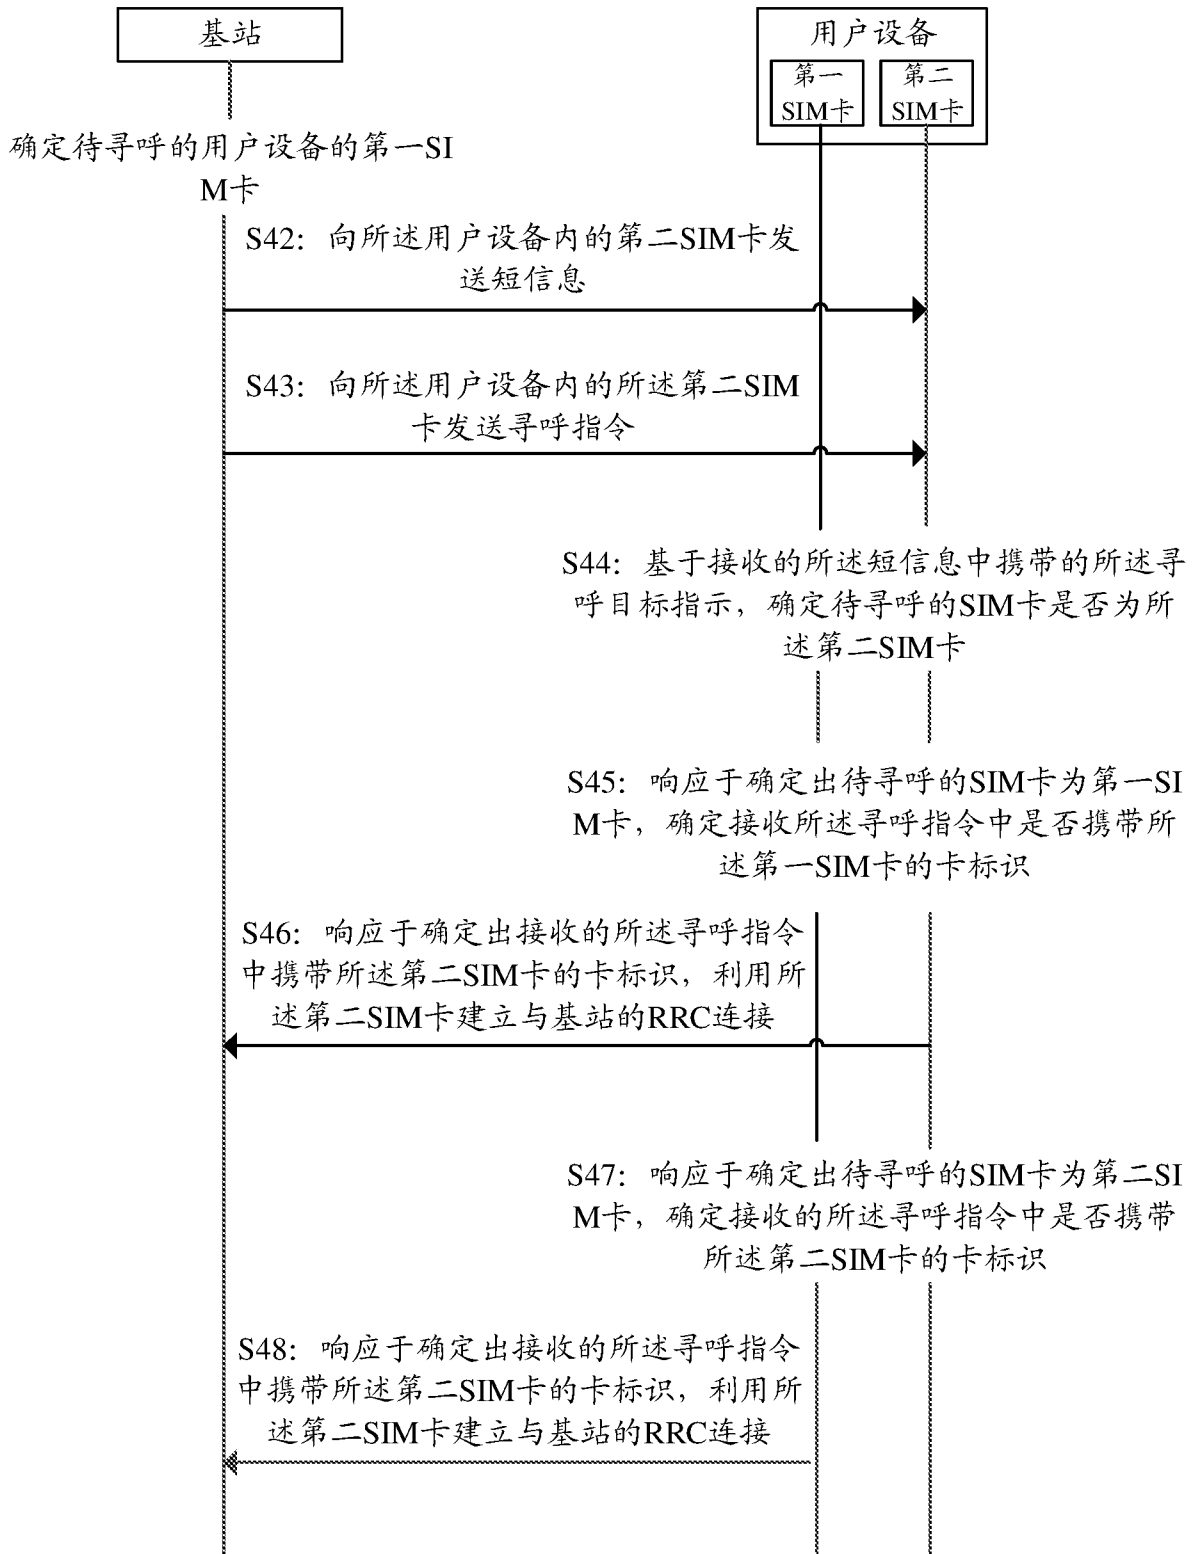 基站
用户设备
第一
SIM卡
第二
SIM卡
确定待寻呼的用户设备的第一SI
M卡
S42：向所述用户设备内的第二SIM卡发
送短信息
S43：向所述用户设备内的所述第二SIM
卡发送寻呼指令
S44：基于接收的所述短信息中携带的所述寻
呼目标指示，确定待寻呼的SIM卡是否为所
述第二SIM卡
S45：响应于确定出待寻呼的SIM卡为第一SI
M卡，确定接收所述寻呼指令中是否携带所
述第一SIM卡的卡标识
S46：响应于确定出接收的所述寻呼指令
中携带所述第二SIM卡的卡标识，利用所
述第二SIM卡建立与基站的RRC连接
S47：响应于确定出待寻呼的SIM卡为第二SI
M卡，确定接收的所述寻呼指令中是否携带
所述第二SIM卡的卡标识
S48：响应于确定出接收的所述寻呼指令
中携带所述第二SIM卡的卡标识，利用所
述第二SIM卡建立与基站的RRC连接